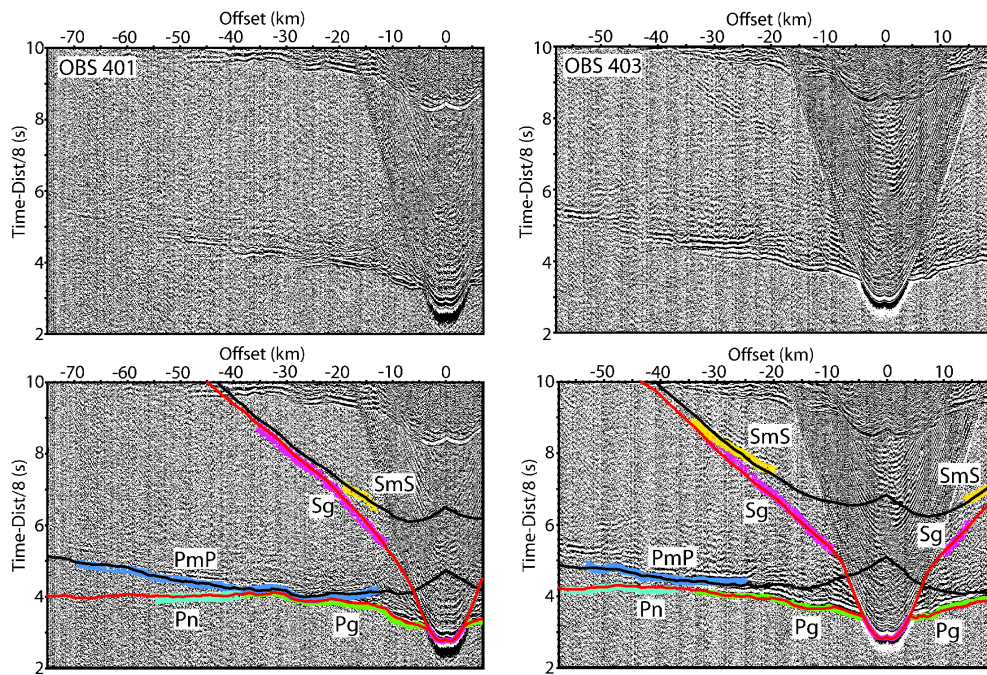 Offset (km)
-70 -60 -50 -40 -30 -20 -10 0
10
8
6
4
2
Time-Dist/8 (s)
OBS 401
Offset (km)
-50 -40 -30 -20 -10 0 10
10
8
6
4
2
Time-Dist/8 (s)
OBS 403
Offset (km)
-70 -60 -50 -40 -30 -20 -10 0
10
8
6
4
2
Time-Dist/8 (s)
SmS
Sg
PmP
Pn
Pg
Offset (km)
-50 -40 -30 -20 -10 0 10
10
8
6
4
2
Time-Dist/8 (s)
SmS
SmS
Sg
Sg
PmP
Pn
Pg
Pg